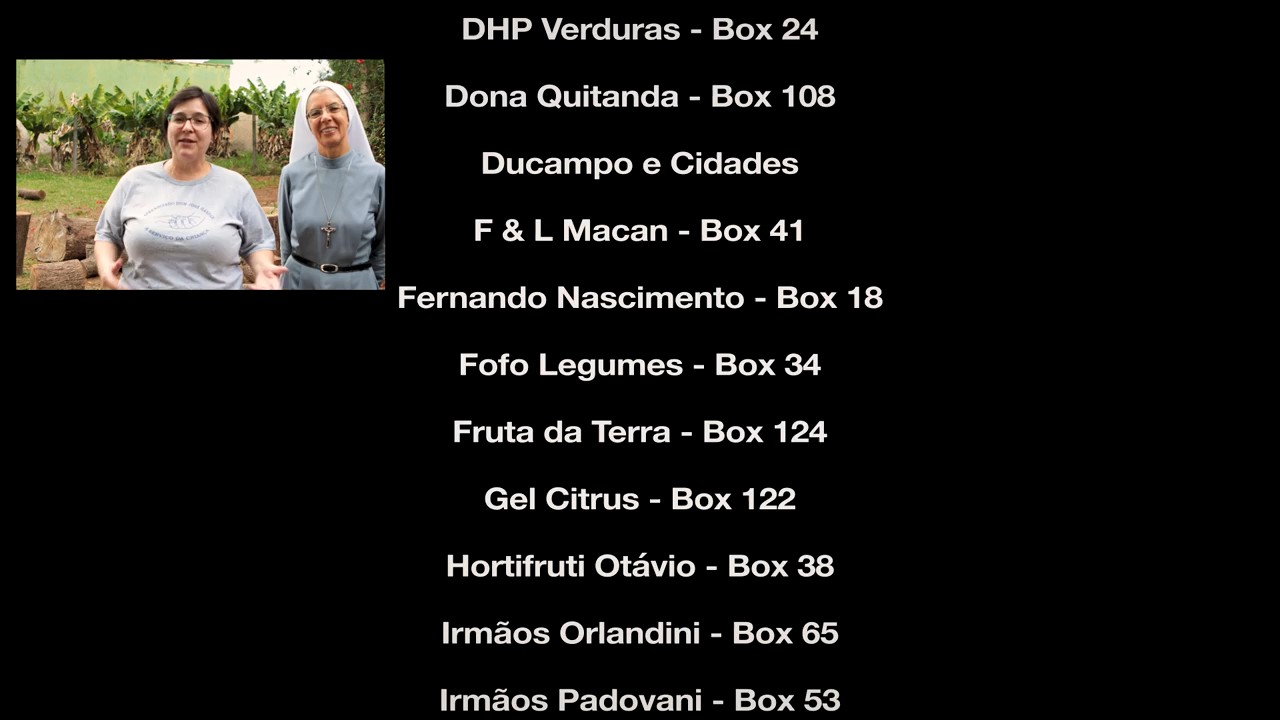 DHP Verduras - Box 24
Dona Quitanda - Box 108
Ducampo e Cidades
F & L Macan - Box 41
Fernando Nascimento - Box 18
Fofo Legumes - Box 34
Fruta da Terra - Box 124
Gel Citrus - Box 122
Hortifruti Otávio - Box 38
Irmãos Orlandini - Box 65
Irmãos Padovani - Box 53